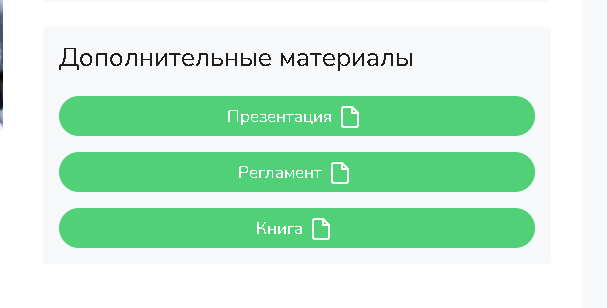 Дополнительные материалы
Презентация
Регламент
Книга